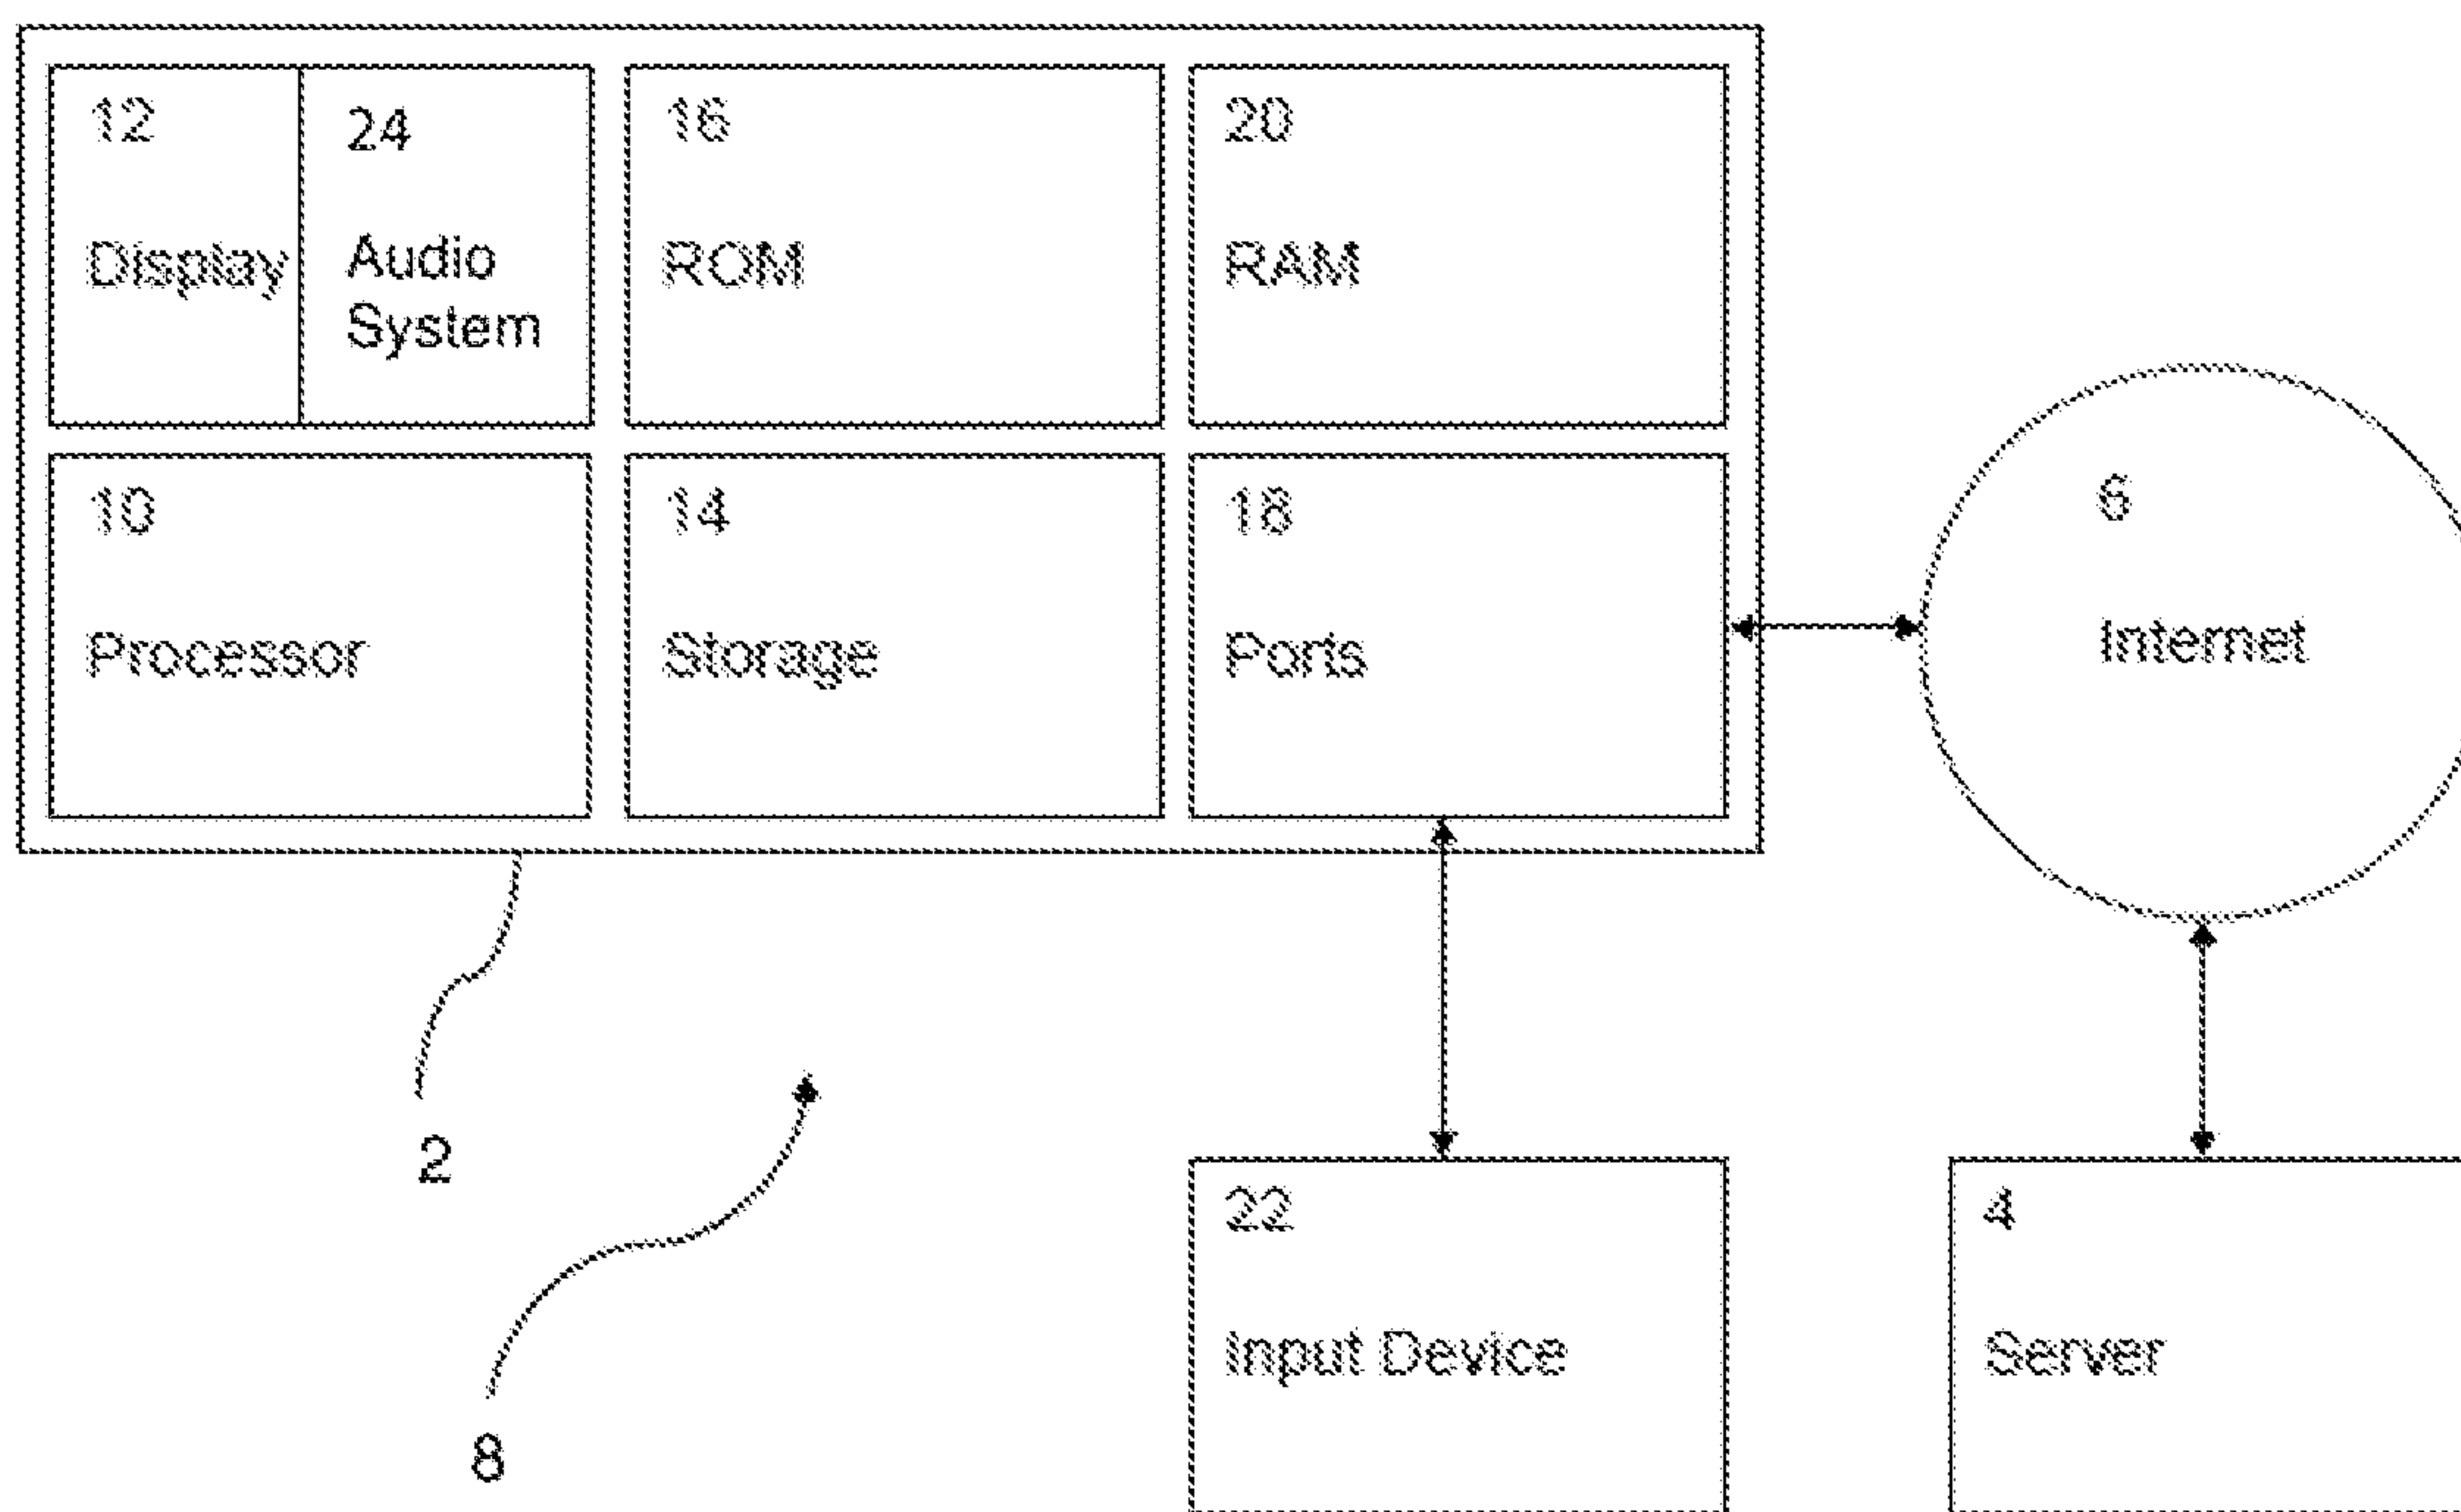 12
Display
24
Audio
System
16
ROM
20
RAM
10
Processor
14
Storage
18
Ports
6
Internet
2
8
22
Input Device
4
Server